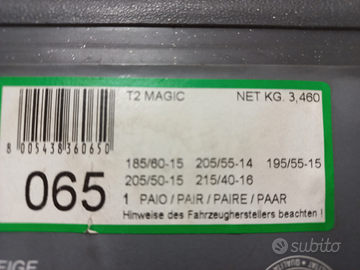 T2 MAGIC NET KG. 3,460
8 005438 360650
185/60-15 205/55-14 195/55-15
205/50-15 215/40-16
065
1 PAIO / PAIR / PAIRE / PAAR
Hinweise des Fahrzeugherstellers beachten !
EIGE
subito